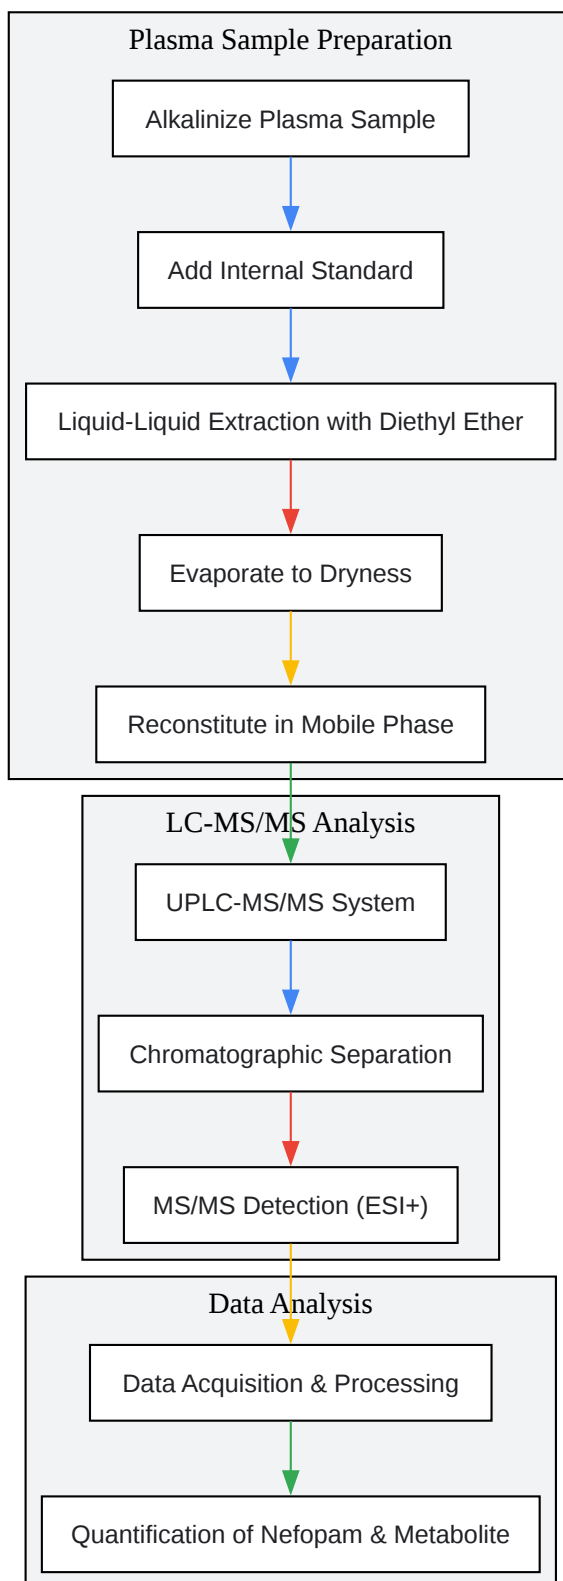 Plasma Sample Preparation
Alkalinize Plasma Sample
Add Internal Standard
Liquid-Liquid Extraction with Diethyl Ether
Evaporate to Dryness
Reconstitute in Mobile Phase
LC-MS/MS Analysis
UPLC-MS/MS System
Chromatographic Separation
MS/MS Detection (ESI+)
Data Analysis
Data Acquisition & Processing
Quantification of Nefopam & Metabolite